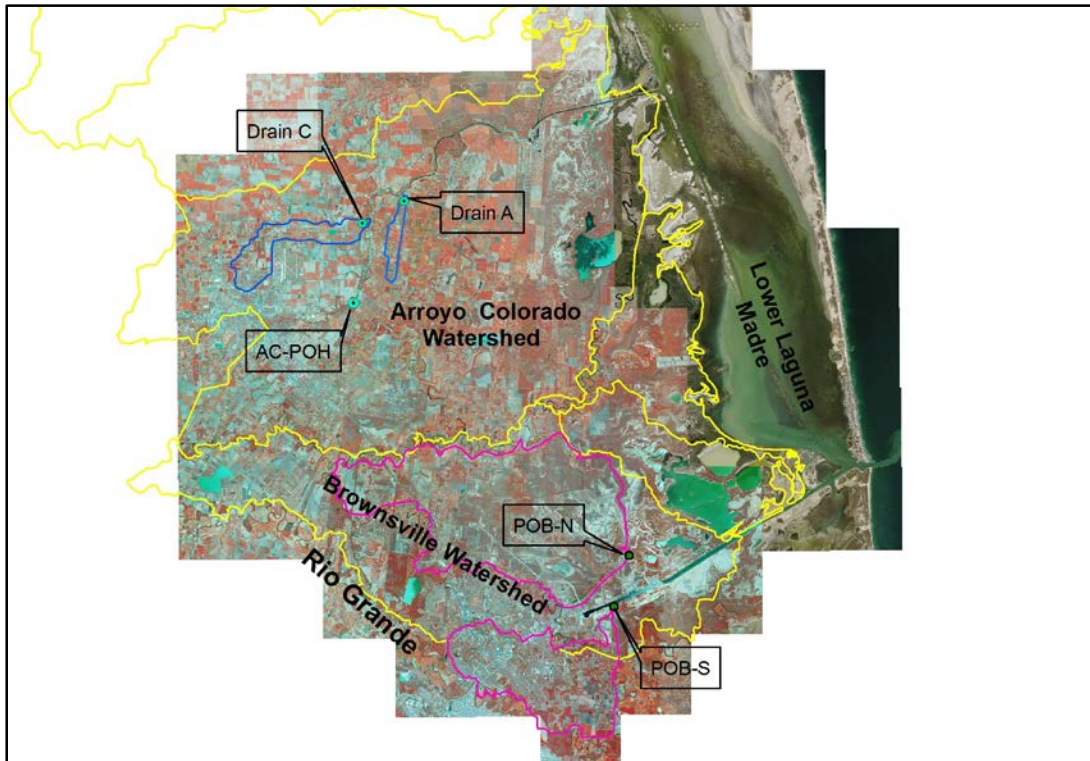 Drain C
Drain A
Arroyo Colorado
Watershed
AC-POH
Lower Laguna
Madre
Brownsville Watershed
POB-N
Rio Grande
POB-S